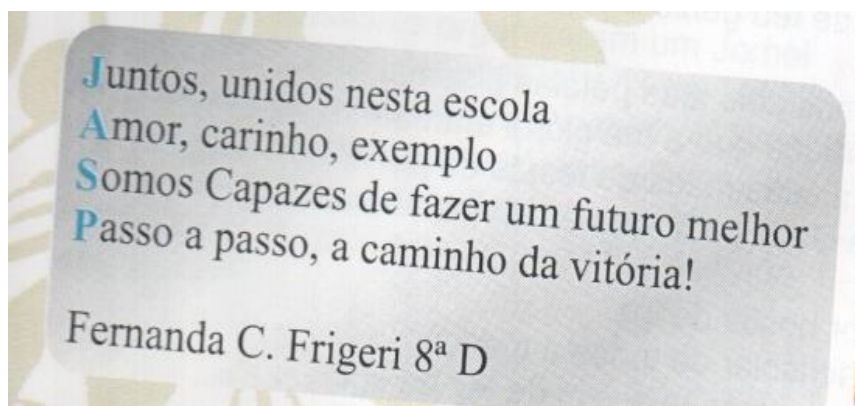 Juntos, unidos nesta escola
Amor, carinho, exemplo
Somos Capazes de fazer um futuro melhor
Passo a passo, a caminho da vitória!
Fernanda C. Frigeri 8ª D